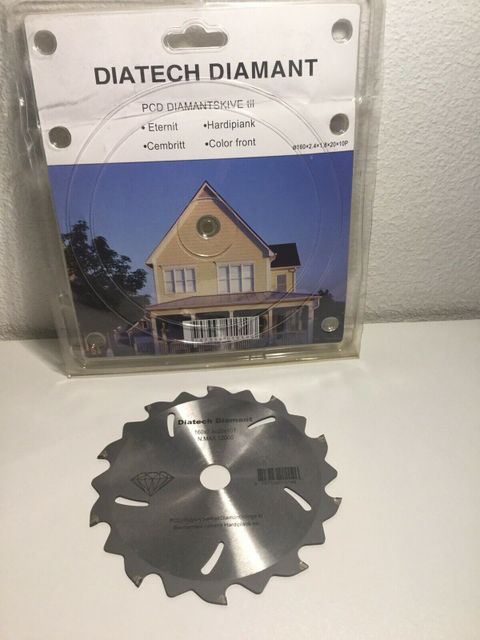 DIATECH DIAMANT
PCD DIAMANTSKIVE til
• Eternit •Hardipiank
•Cembritt •Color front
Ø160×2.4×1.8×20×10P
Diatech Diamant
N.MAX 12000